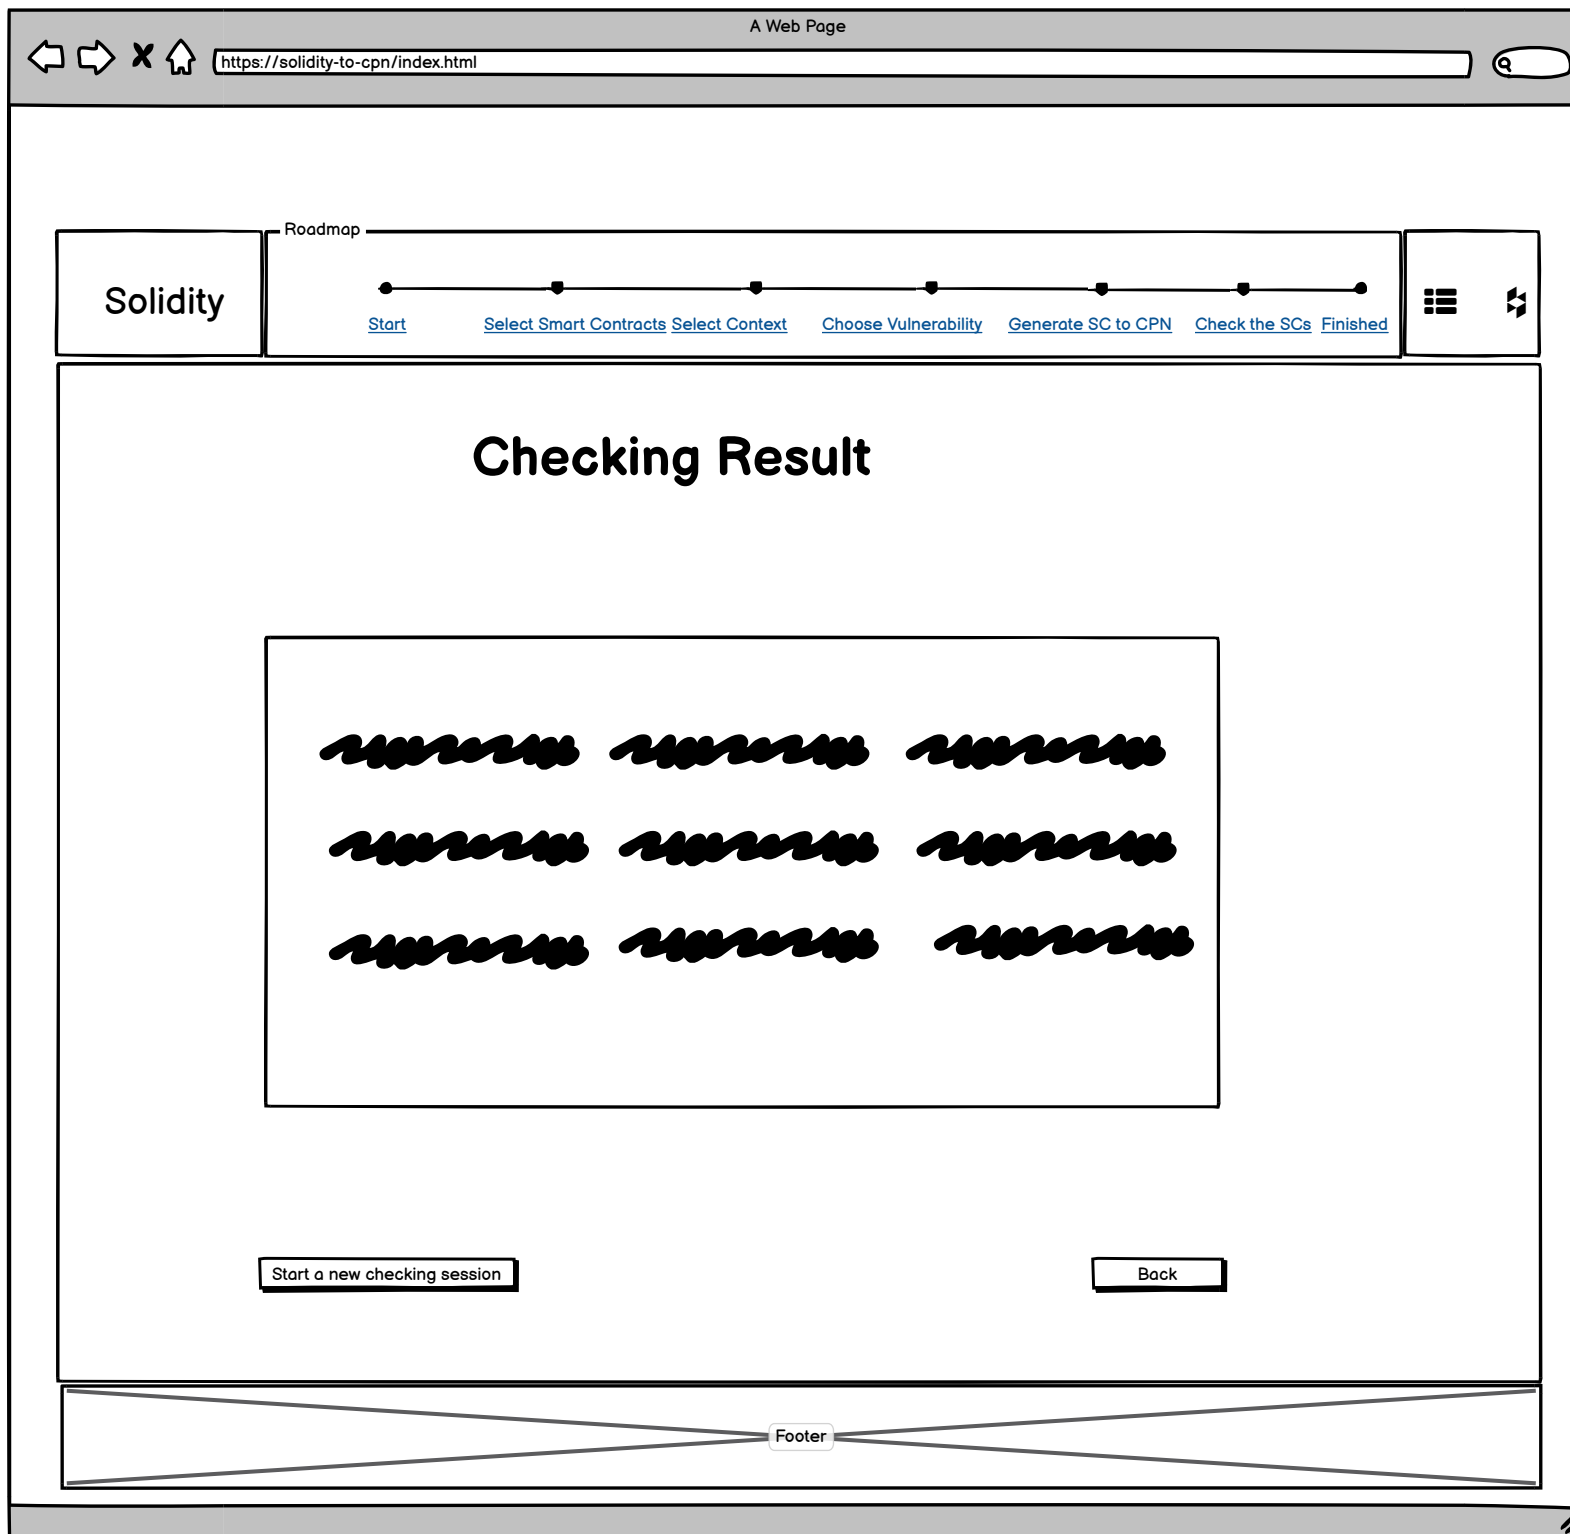 A Web Page
https://solidity-to-cpn/index.html
Roadmap
Solidity
Start Select Smart Contracts Select Context Choose Vulnerability Generate SC to CPN Check the SCs Finished
Checking Result
Start a new checking session Back
Footer